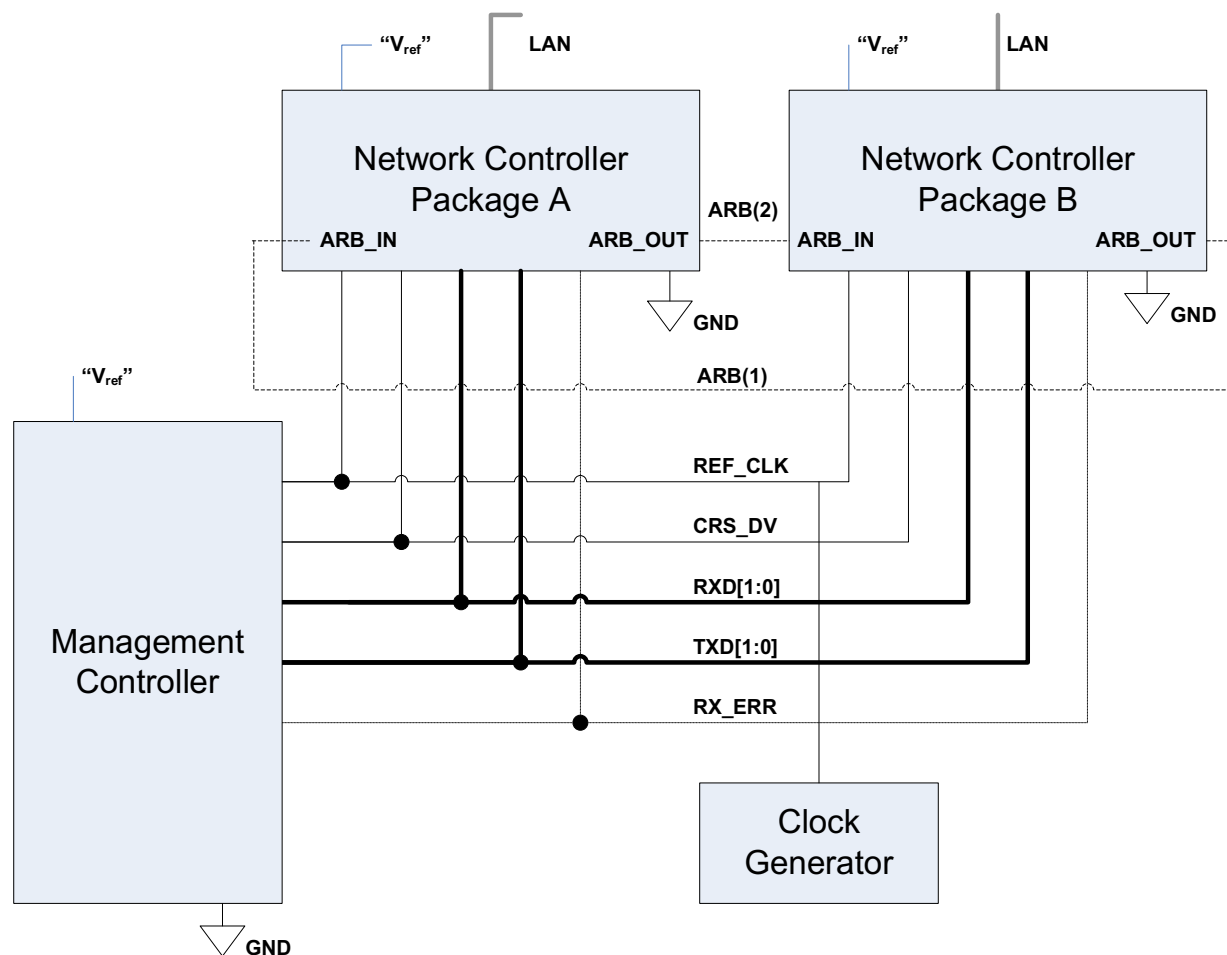 “Vref”
LAN
“Vref”
LAN
Network Controller
Package A
Network Controller
Package B
ARB_IN
ARB_OUT
ARB(2)
ARB_IN
ARB_OUT
GND
GND
“Vref”
ARB(1)
REF_CLK
CRS_DV
RXD[1:0]
Management
Controller
TXD[1:0]
RX_ERR
Clock
Generator
GND